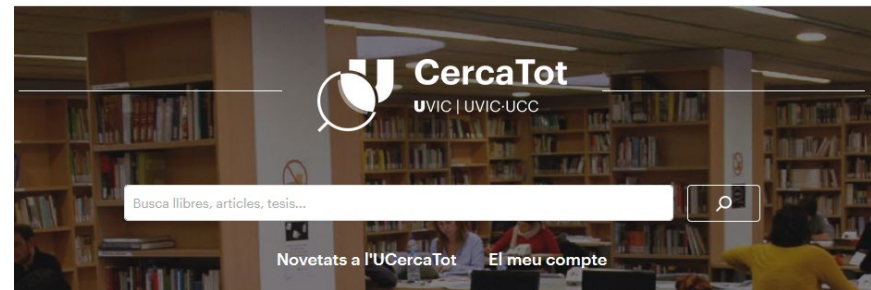 CercaTot
UVIC | UVIC·UCC
Busca llibres, articles, tesis...
Novetats a l'UCercaTot El meu compte